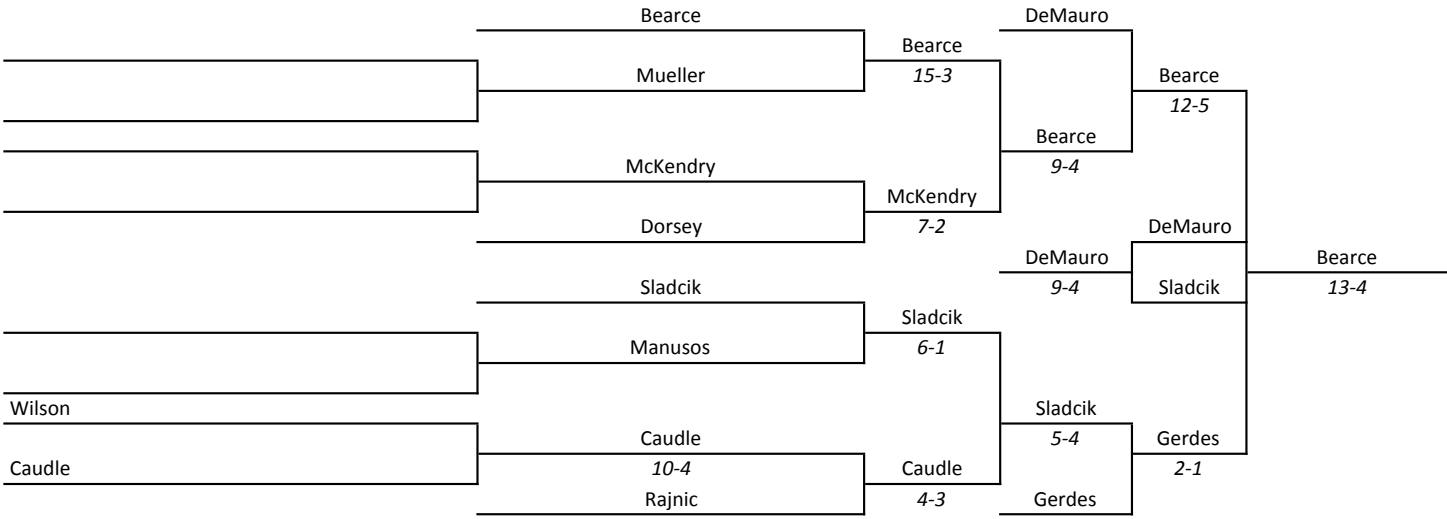 Bearce DeMauro
Bearce
Mueller 15-3 Bearce
12-5
Bearce
McKendry 9-4
McKendry
Dorsey 7-2 DeMauro
DeMauro Bearce
Sladcik 9-4 Sladcik 13-4
Sladcik
Manusos 6-1
Wilson Sladcik
Caudle 5-4 Gerdes
Caudle 10-4 Caudle 2-1
Rajnic 4-3 Gerdes